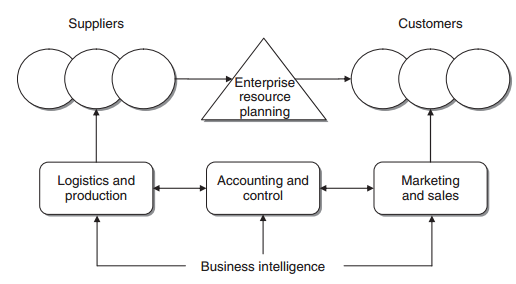 Suppliers
Customers
Enterprise
resource
planning
Logistics and
production
Accounting and
control
Marketing
and sales
Business intelligence